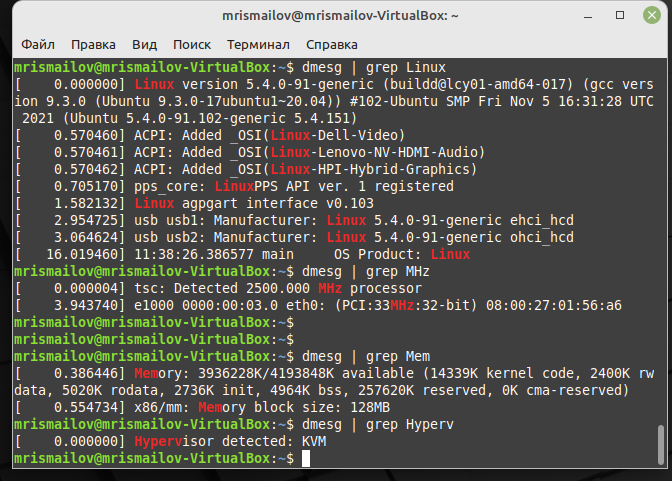 mrismailov@mrismailov-VirtualBox: ~
Файл Правка Вид Поиск Терминал Справка
mrismailov@mrismailov-VirtualBox:~$ dmesg | grep Linux
[    0.000000] Linux version 5.4.0-91-generic (buildd@lcy01-amd64-017) (gcc vers
ion 9.3.0 (Ubuntu 9.3.0-17ubuntu1~20.04)) #102-Ubuntu SMP Fri Nov 5 16:31:28 UTC
 2021 (Ubuntu 5.4.0-91.102-generic 5.4.151)
[    0.570460] ACPI: Added _OSI(Linux-Dell-Video)
[    0.570461] ACPI: Added _OSI(Linux-Lenovo-NV-HDMI-Audio)
[    0.570462] ACPI: Added _OSI(Linux-HPI-Hybrid-Graphics)
[    0.705170] pps_core: LinuxPPS API ver. 1 registered
[    1.582132] Linux agpgart interface v0.103
[    2.954725] usb usb1: Manufacturer: Linux 5.4.0-91-generic ehci_hcd
[    3.064624] usb usb2: Manufacturer: Linux 5.4.0-91-generic ohci_hcd
[   16.019460] 11:38:26.386577 main     OS Product: Linux
mrismailov@mrismailov-VirtualBox:~$ dmesg | grep MHz
[    0.000004] tsc: Detected 2500.000 MHz processor
[    3.943740] e1000 0000:00:03.0 eth0: (PCI:33MHz:32-bit) 08:00:27:01:56:a6
mrismailov@mrismailov-VirtualBox:~$
mrismailov@mrismailov-VirtualBox:~$
mrismailov@mrismailov-VirtualBox:~$ dmesg | grep Mem
[    0.386446] Memory: 3936228K/4193848K available (14339K kernel code, 2400K rw
data, 5020K rodata, 2736K init, 4964K bss, 257620K reserved, 0K cma-reserved)
[    0.554734] x86/mm: Memory block size: 128MB
mrismailov@mrismailov-VirtualBox:~$ dmesg | grep Hyperv
[    0.000000] Hypervisor detected: KVM
mrismailov@mrismailov-VirtualBox:~$